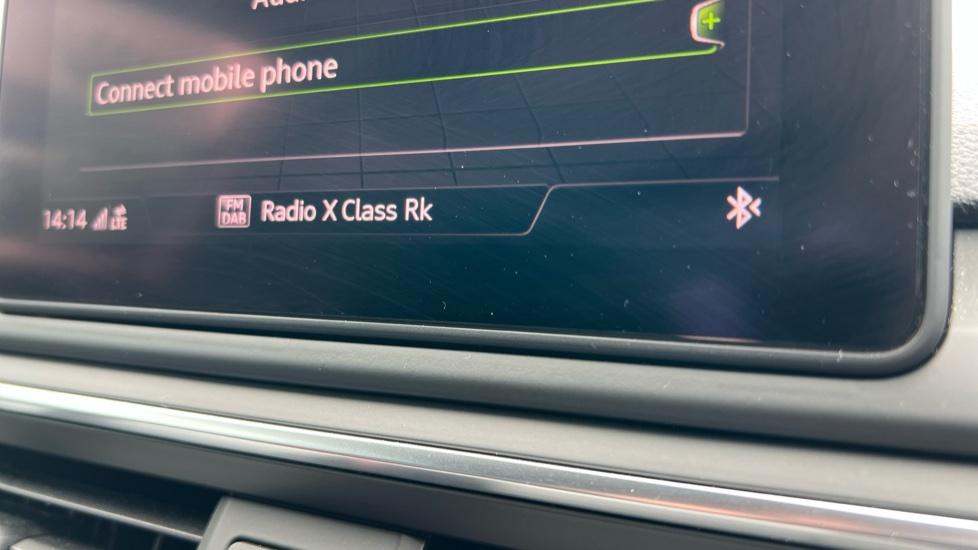 Connect mobile phone
14:14 LTE
FM
DAB
Radio X Class Rk